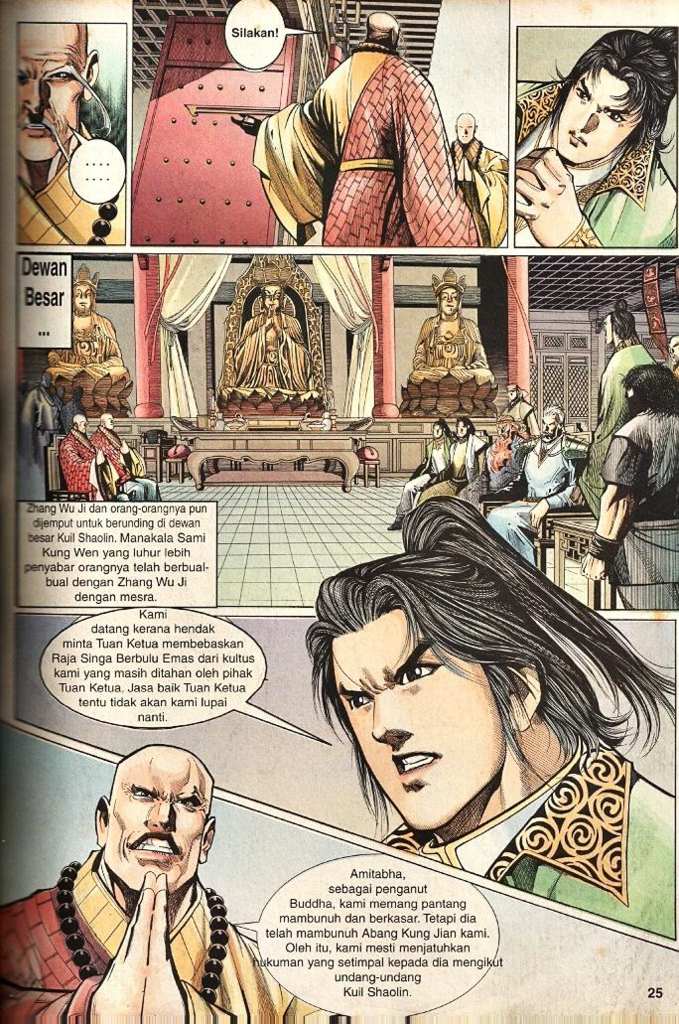 . . . .
. . . .
Silakan!
Dewan
Besar
...
Zhang Wu Ji dan orang-orangnya pun
dijemput untuk berunding di dewan
besar Kuil Shaolin. Manakala Sami
Kung Wen yang luhur lebih
penyabar orangnya telah berbual-
bual dengan Zhang Wu Ji
dengan mesra.
Kami
datang kerana hendak
minta Tuan Ketua membebaskan
Raja Singa Berbulu Emas dari kultus
kami yang masih ditahan oleh pihak
Tuan Ketua. Jasa baik Tuan Ketua
tentu tidak akan kami lupai
nanti.
Amitabha,
sebagai penganut
Buddha, kami memang pantang
mambunuh dan berkasar. Tetapi dia
telah mambunuh Abang Kung Jian kami.
Oleh itu, kami mesti menjatuhkan
hukuman yang setimpal kepada dia mengikut
undang-undang
Kuil Shaolin.
25